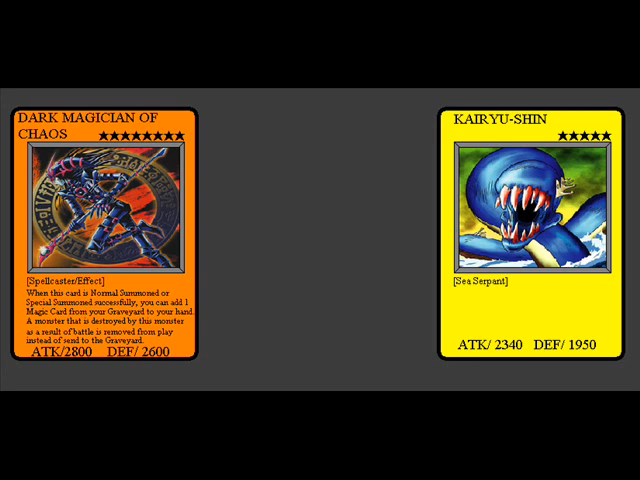 DARK MAGICIAN OF
CHAOS
[Spellcaster/Effect]
When this card is Normal Summoned or
Special Summoned successfully, you can add 1
Magic Card from your Graveyard to your hand.
A monster that is destroyed by this monster
as a result of battle is removed from play
instead of send to the Graveyard.
ATK/2800 DEF/ 2600
KAIRYU-SHIN
[Sea Serpant]
ATK/ 2340 DEF/ 1950